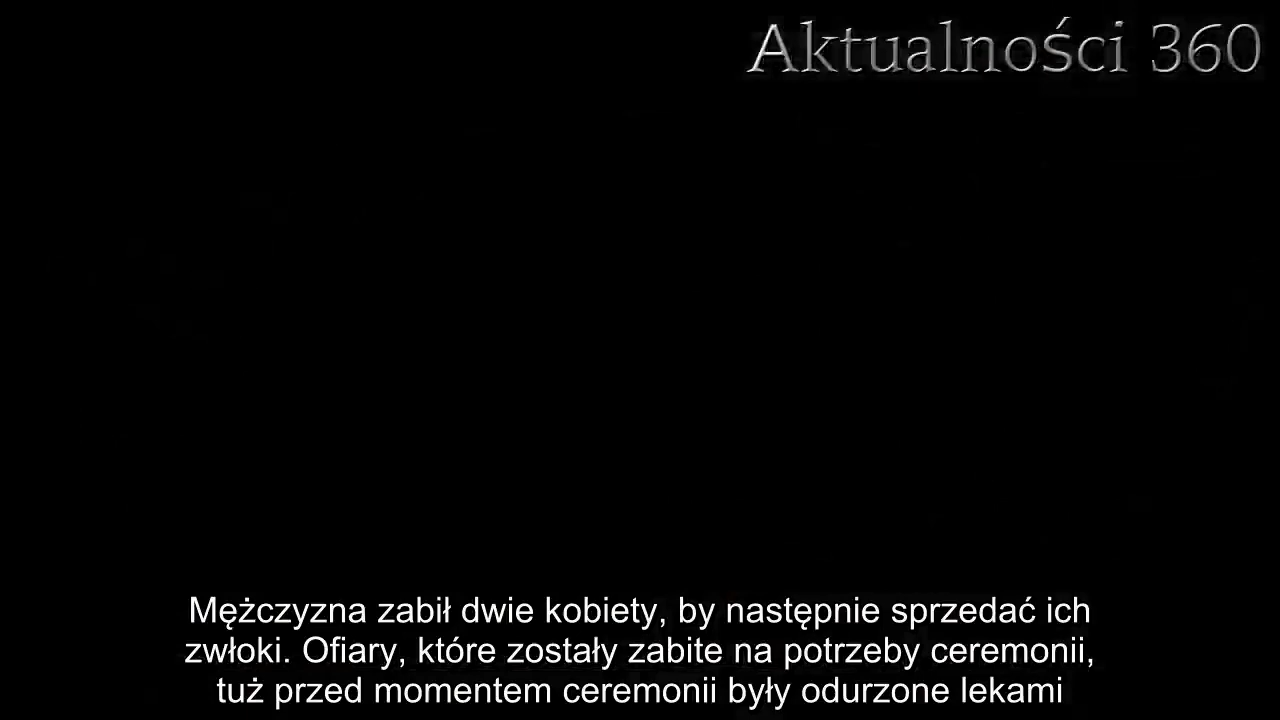 Aktualności 360
Mężczyzna zabił dwie kobiety, by następnie sprzedać ich
zwłoki. Ofiary, które zostały zabite na potrzeby ceremonii,
tuż przed momentem ceremonii były odurzone lekami